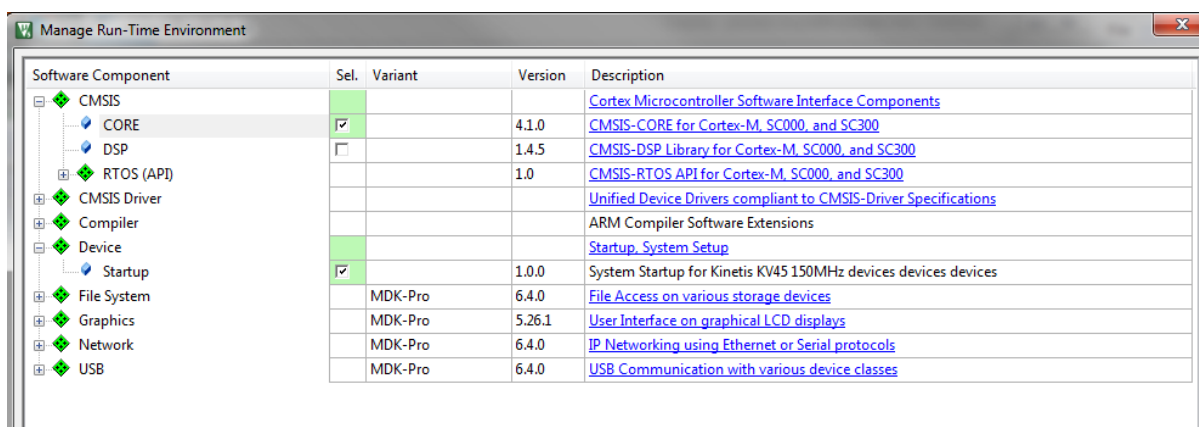 Manage Run-Time Environment
Software Component Sel. Variant Version Description
CMSIS Cortex Microcontroller Software Interface Components
CORE 4.1.0 CMSIS-CORE for Cortex-M, SC000, and SC300
DSP 1.4.5 CMSIS-DSP Library for Cortex-M, SC000, and SC300
RTOS (API) 1.0 CMSIS-RTOS API for Cortex-M, SC000, and SC300
CMSIS Driver Unified Device Drivers compliant to CMSIS-Driver Specifications
Compiler ARM Compiler Software Extensions
Device Startup, System Setup
Startup 1.0.0 System Startup for Kinetis KV45 150MHz devices devices devices
File System MDK-Pro 6.4.0 File Access on various storage devices
Graphics MDK-Pro 5.26.1 User Interface on graphical LCD displays
Network MDK-Pro 6.4.0 IP Networking using Ethernet or Serial protocols
USB MDK-Pro 6.4.0 USB Communication with various device classes